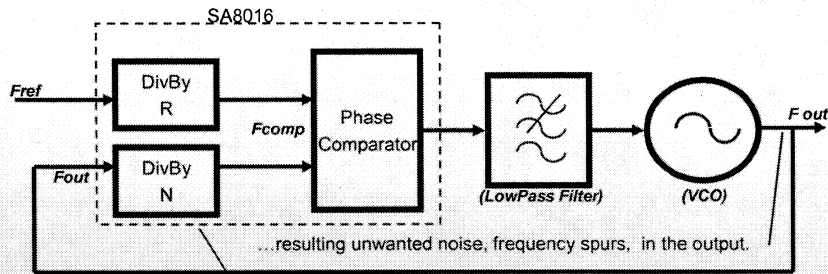 SA8016
DivBy
R
Fref
Fcomp
Phase
Comparator
DivBy
N
Fout
F out
(LowPass Filter)
(VCO)
...resulting unwanted noise, frequency spurs, in the output.